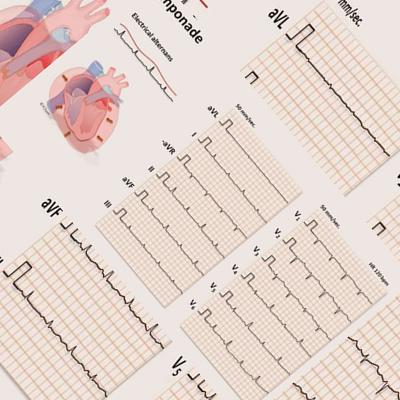 mponade
Electrical alternans
aVL
mm/sec.
50 mm/sec.
aVL
I
-aVR
II
aVF
III
50 mm/sec.
HR 120 bpm
V₁
V₂
V₃
V₄
V₅
V₆
aVF
V₅